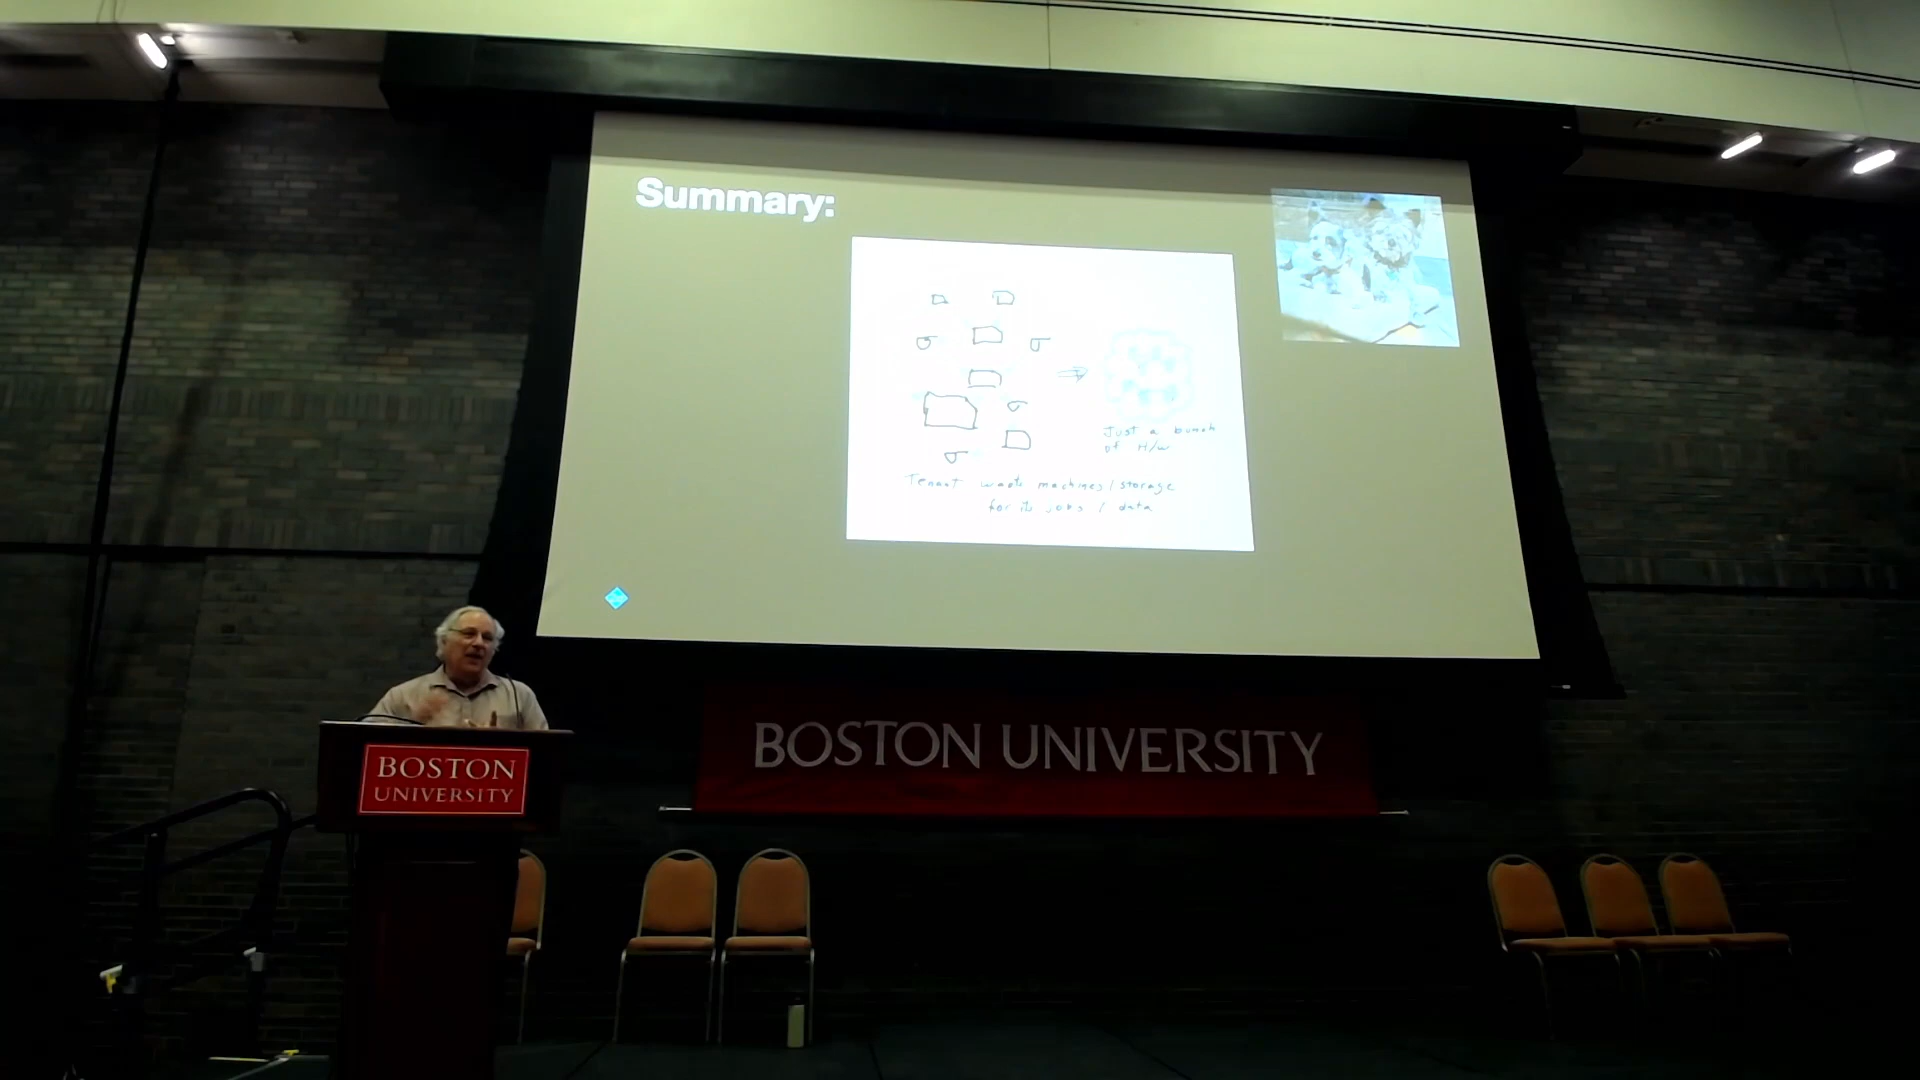 Summary:
Just a bunch
of H/w
Tenant wants machines/storage
for its jobs / data
BOSTON UNIVERSITY
BOSTON
UNIVERSITY